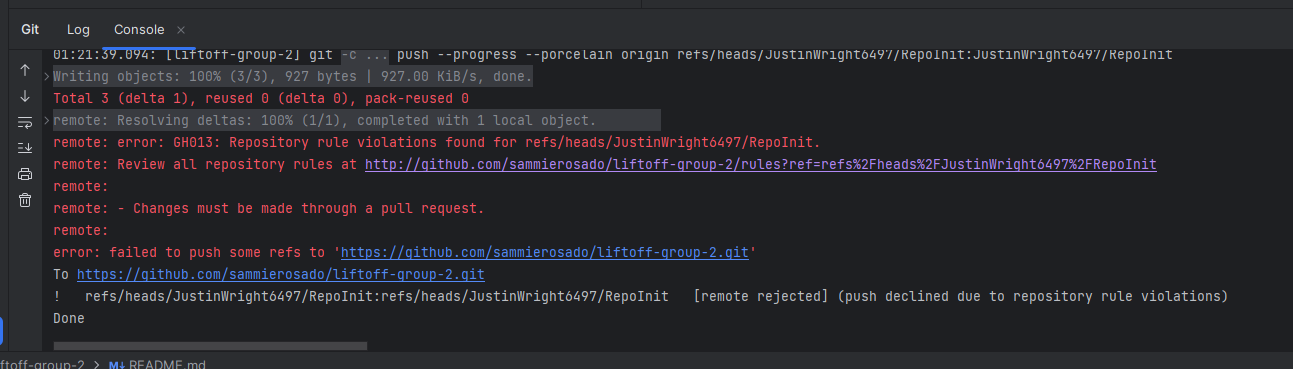 Git Log Console ×
01:21:39.094: [liftoff-group-2] git -c ... push --progress --porcelain origin refs/heads/JustinWright6497/RepoInit:JustinWright6497/RepoInit
Writing objects: 100% (3/3), 927 bytes | 927.00 KiB/s, done.
Total 3 (delta 1), reused 0 (delta 0), pack-reused 0
remote: Resolving deltas: 100% (1/1), completed with 1 local object.
remote: error: GH013: Repository rule violations found for refs/heads/JustinWright6497/RepoInit.
remote: Review all repository rules at http://github.com/sammierosado/liftoff-group-2/rules?ref=refs%2Fheads%2FJustinWright6497%2FRepoInit
remote:
remote: - Changes must be made through a pull request.
remote:
error: failed to push some refs to 'https://github.com/sammierosado/liftoff-group-2.git'
To https://github.com/sammierosado/liftoff-group-2.git
! refs/heads/JustinWright6497/RepoInit:refs/heads/JustinWright6497/RepoInit [remote rejected] (push declined due to repository rule violations)
Done
ftoff-group-2 > M↓ README.md